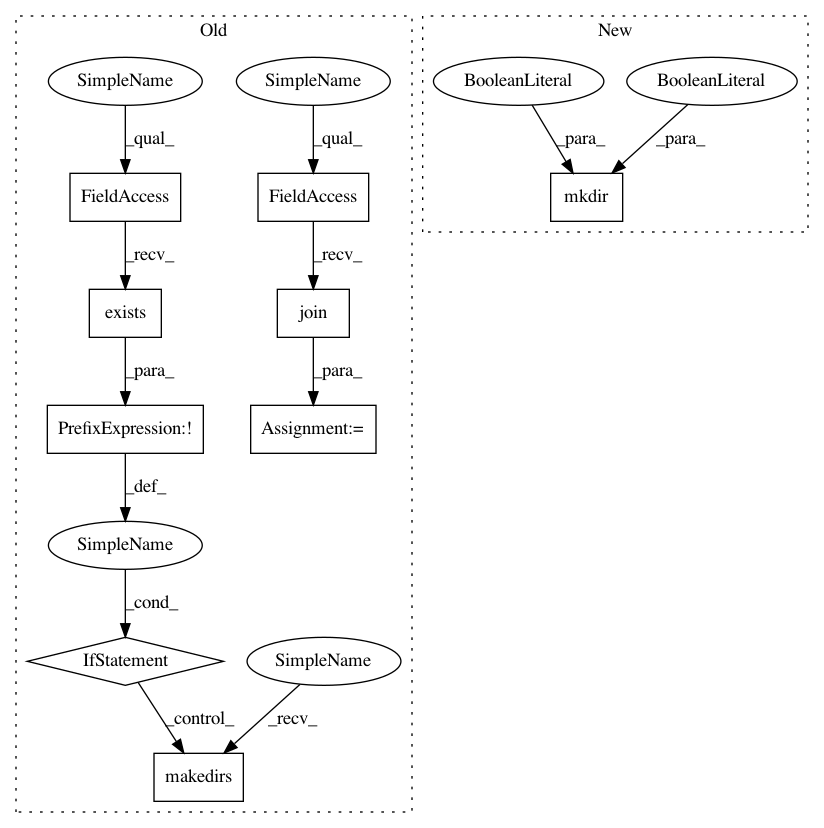 Old
New
SimpleName
SimpleName
BooleanLiteral
BooleanLiteral
_qual_
_qual_
_para_
_para_
FieldAccess
FieldAccess
mkdir
_recv_
_recv_
exists
join
_para_
_para_
PrefixExpression:!
Assignment:=
_def_
SimpleName
_cond_
IfStatement
SimpleName
_control_
_recv_
makedirs